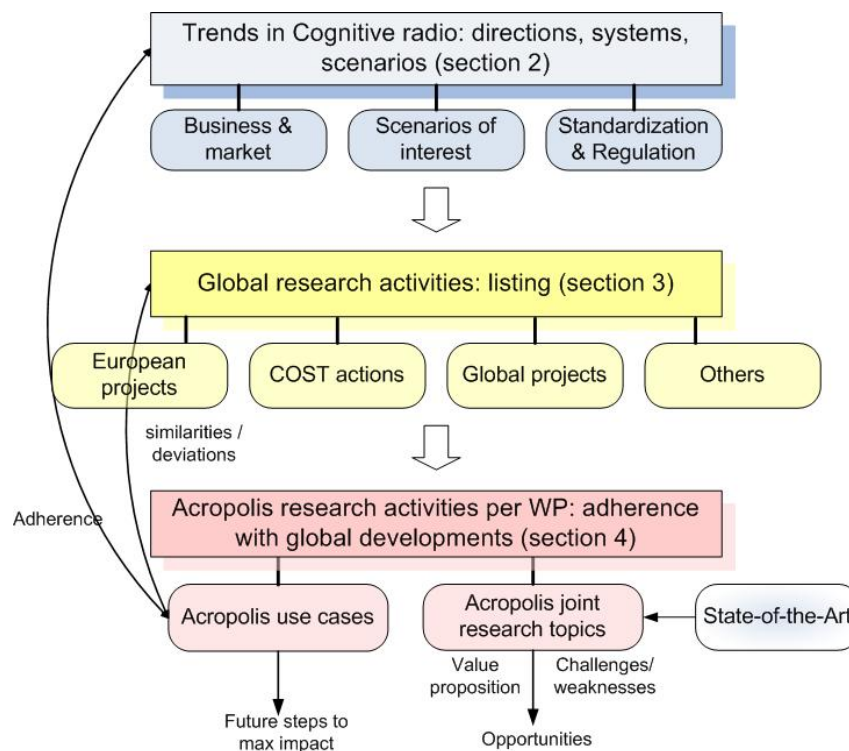 Trends in Cognitive radio: directions, systems,
scenarios (section 2)
Business &
market
Scenarios of
interest
Standardization
& Regulation
Global research activities: listing (section 3)
European
projects
COST actions
Global projects
Others
similarities /
deviations
Adherence
Acropolis research activities per WP: adherence
with global developments (section 4)
Acropolis use cases
Acropolis joint
research topics
State-of-the-Art
Value
proposition
Challenges/
weaknesses
Future steps to
max impact
Opportunities